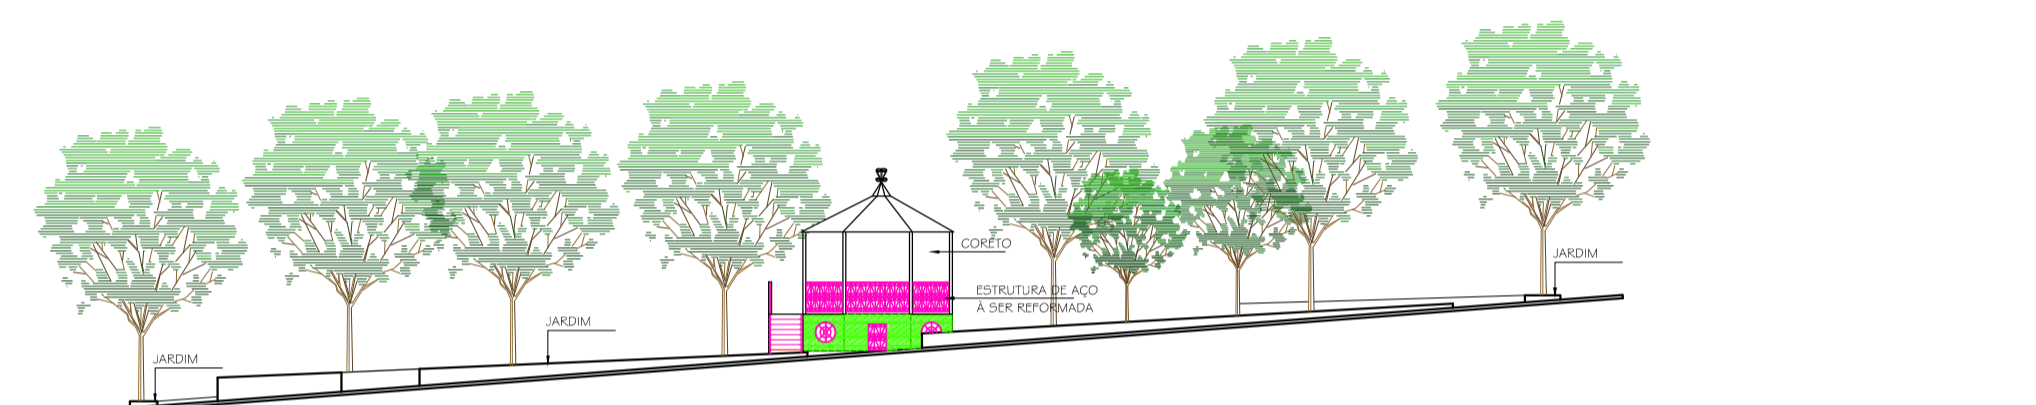 JARDIM
JARDIM
CORETO
ESTRUTURA DE AÇO
À SER REFORMADA
JARDIM